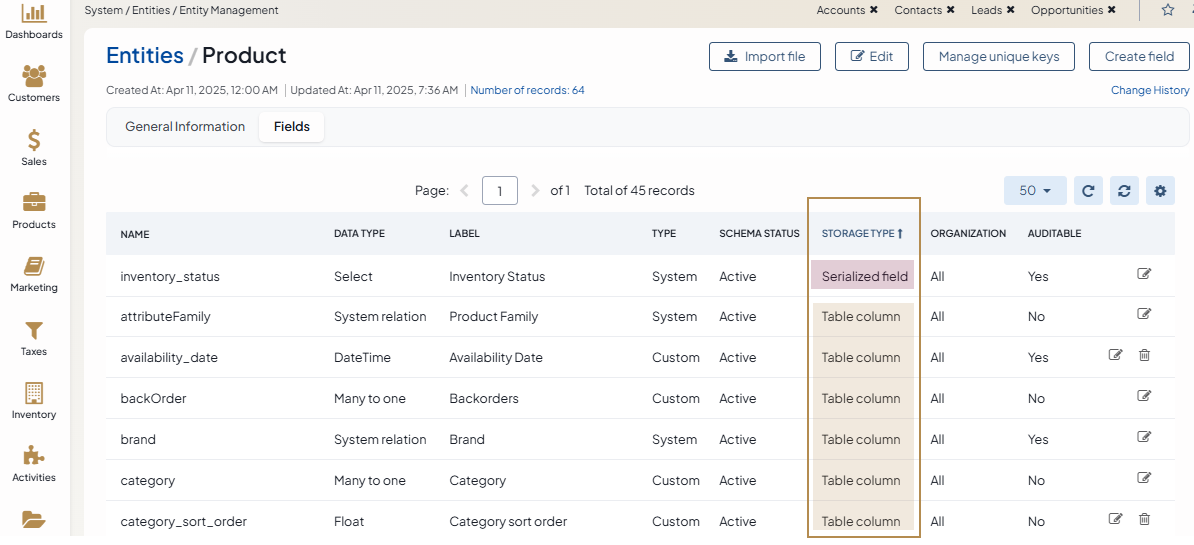 System / Entities / Entity Management
Accounts ✖ Contacts ✖ Leads ✖ Opportunities ✖
Dashboards
Customers
Sales
Products
Marketing
Taxes
Inventory
Activities
Entities / Product
Import file Edit Manage unique keys Create field
Created At: Apr 11, 2025, 12:00 AM | Updated At: Apr 11, 2025, 7:36 AM | Number of records: 64
Change History
General Information Fields
Page: 1 of 1 Total of 45 records
50
NAME DATA TYPE LABEL TYPE SCHEMA STATUS STORAGE TYPE ORGANIZATION AUDITABLE
inventory_status Select Inventory Status System Active Serialized field All Yes
attributeFamily System relation Product Family System Active Table column All No
availability_date DateTime Availability Date Custom Active Table column All Yes
backOrder Many to one Backorders Custom Active Table column All No
brand System relation Brand System Active Table column All Yes
category Many to one Category Custom Active Table column All No
category_sort_order Float Category sort order Custom Active Table column All No